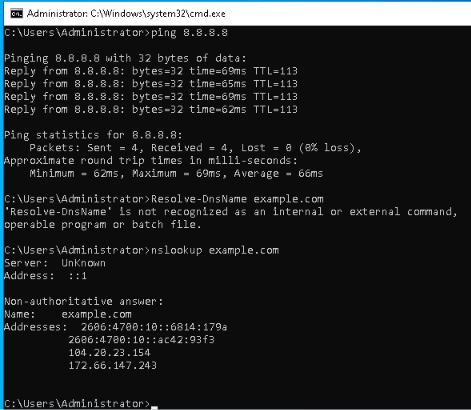 Administrator: C:\Windows\system32\cmd.exe
C:\Users\Administrator>ping 8.8.8.8
Pinging 8.8.8.8 with 32 bytes of data:
Reply from 8.8.8.8: bytes=32 time=69ms TTL=113
Reply from 8.8.8.8: bytes=32 time=65ms TTL=113
Reply from 8.8.8.8: bytes=32 time=69ms TTL=113
Reply from 8.8.8.8: bytes=32 time=62ms TTL=113
Ping statistics for 8.8.8.8:
Packets: Sent = 4, Received = 4, Lost = 0 (0% loss),
Approximate round trip times in milli-seconds:
Minimum = 62ms, Maximum = 69ms, Average = 66ms
C:\Users\Administrator>Resolve-DnsName example.com
'Resolve-DnsName' is not recognized as an internal or external command,
operable program or batch file.
C:\Users\Administrator>nslookup example.com
Server: UnKnown
Address: ::1
Non-authoritative answer:
Name: example.com
Addresses: 2606:4700:10::6814:179a
2606:4700:10::ac42:93f3
104.20.23.154
172.66.147.243
C:\Users\Administrator>